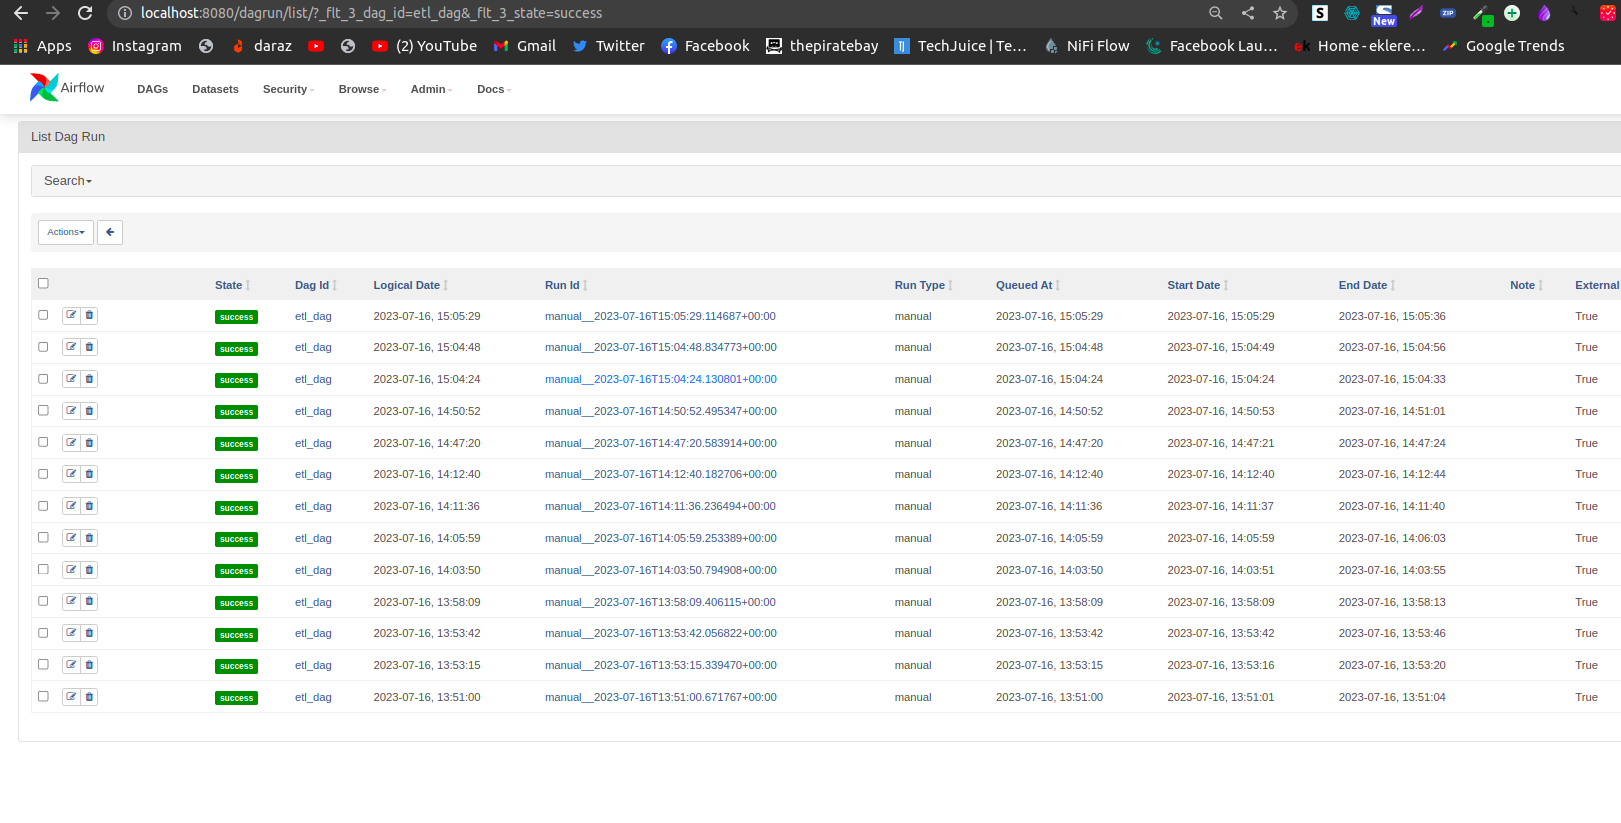 localhost:8080/dagrun/list/?_flt_3_dag_id=etl_dag&_flt_3_state=success
S New ZIP
Apps Instagram daraz (2) YouTube Gmail Twitter Facebook thepiratebay TechJuice | Te... NiFi Flow Facebook Lau... ek Home - eklere... Google Trends
Airflow DAGs Datasets Security Browse Admin Docs
List Dag Run
Search
Actions
State Dag Id Logical Date Run Id Run Type Queued At Start Date End Date Note External
success etl_dag 2023-07-16, 15:05:29 manual__2023-07-16T15:05:29.114687+00:00 manual 2023-07-16, 15:05:29 2023-07-16, 15:05:29 2023-07-16, 15:05:36 True
success etl_dag 2023-07-16, 15:04:48 manual__2023-07-16T15:04:48.834773+00:00 manual 2023-07-16, 15:04:48 2023-07-16, 15:04:49 2023-07-16, 15:04:56 True
success etl_dag 2023-07-16, 15:04:24 manual__2023-07-16T15:04:24.130801+00:00 manual 2023-07-16, 15:04:24 2023-07-16, 15:04:24 2023-07-16, 15:04:33 True
success etl_dag 2023-07-16, 14:50:52 manual__2023-07-16T14:50:52.495347+00:00 manual 2023-07-16, 14:50:52 2023-07-16, 14:50:53 2023-07-16, 14:51:01 True
success etl_dag 2023-07-16, 14:47:20 manual__2023-07-16T14:47:20.583914+00:00 manual 2023-07-16, 14:47:20 2023-07-16, 14:47:21 2023-07-16, 14:47:24 True
success etl_dag 2023-07-16, 14:12:40 manual__2023-07-16T14:12:40.182706+00:00 manual 2023-07-16, 14:12:40 2023-07-16, 14:12:40 2023-07-16, 14:12:44 True
success etl_dag 2023-07-16, 14:11:36 manual__2023-07-16T14:11:36.236494+00:00 manual 2023-07-16, 14:11:36 2023-07-16, 14:11:37 2023-07-16, 14:11:40 True
success etl_dag 2023-07-16, 14:05:59 manual__2023-07-16T14:05:59.253389+00:00 manual 2023-07-16, 14:05:59 2023-07-16, 14:05:59 2023-07-16, 14:06:03 True
success etl_dag 2023-07-16, 14:03:50 manual__2023-07-16T14:03:50.794908+00:00 manual 2023-07-16, 14:03:50 2023-07-16, 14:03:51 2023-07-16, 14:03:55 True
success etl_dag 2023-07-16, 13:58:09 manual__2023-07-16T13:58:09.406115+00:00 manual 2023-07-16, 13:58:09 2023-07-16, 13:58:09 2023-07-16, 13:58:13 True
success etl_dag 2023-07-16, 13:53:42 manual__2023-07-16T13:53:42.056822+00:00 manual 2023-07-16, 13:53:42 2023-07-16, 13:53:42 2023-07-16, 13:53:46 True
success etl_dag 2023-07-16, 13:53:15 manual__2023-07-16T13:53:15.339470+00:00 manual 2023-07-16, 13:53:15 2023-07-16, 13:53:16 2023-07-16, 13:53:20 True
success etl_dag 2023-07-16, 13:51:00 manual__2023-07-16T13:51:00.671767+00:00 manual 2023-07-16, 13:51:00 2023-07-16, 13:51:01 2023-07-16, 13:51:04 True